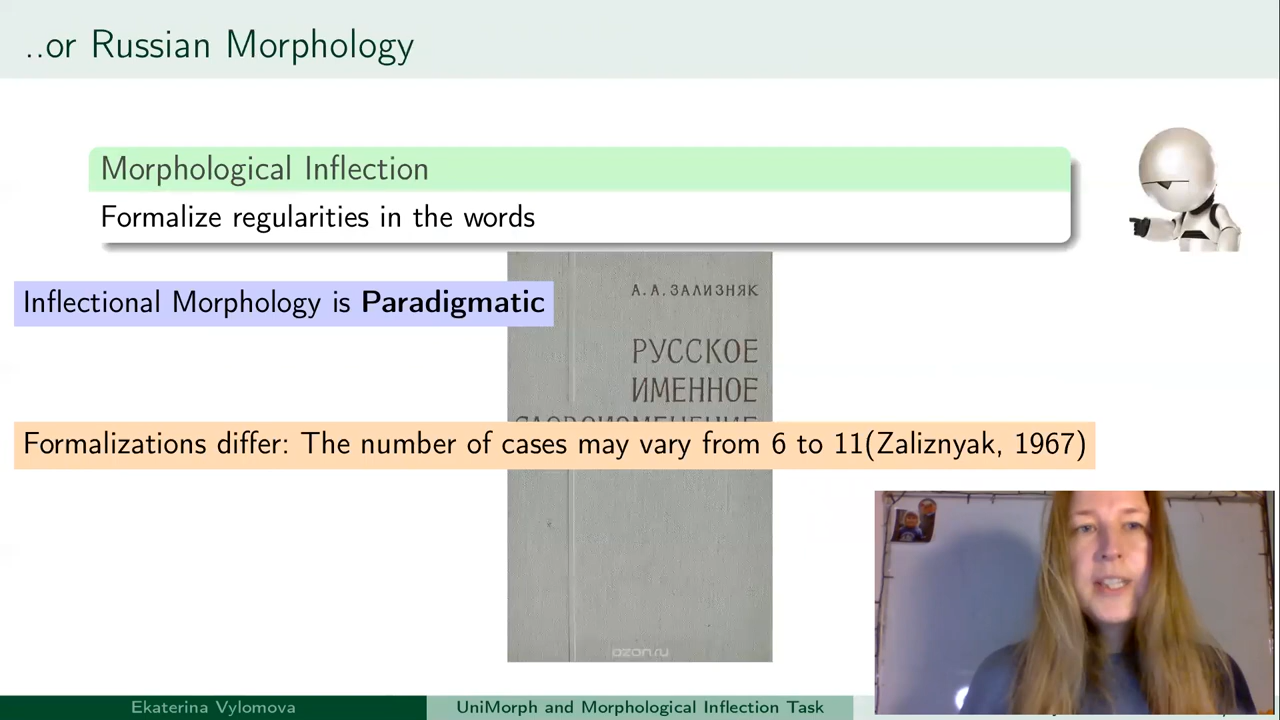 ..or Russian Morphology
Morphological Inflection
Formalize regularities in the words
А.А.ЗАЛИЗНЯК
Inflectional Morphology is Paradigmatic
РУССКОЕ
ИМЕННОЕ
Formalizations differ: The number of cases may vary from 6 to 11(Zaliznyak, 1967)
ozon.ru
Ekaterina Vylomova
UniMorph and Morphological Inflection Task